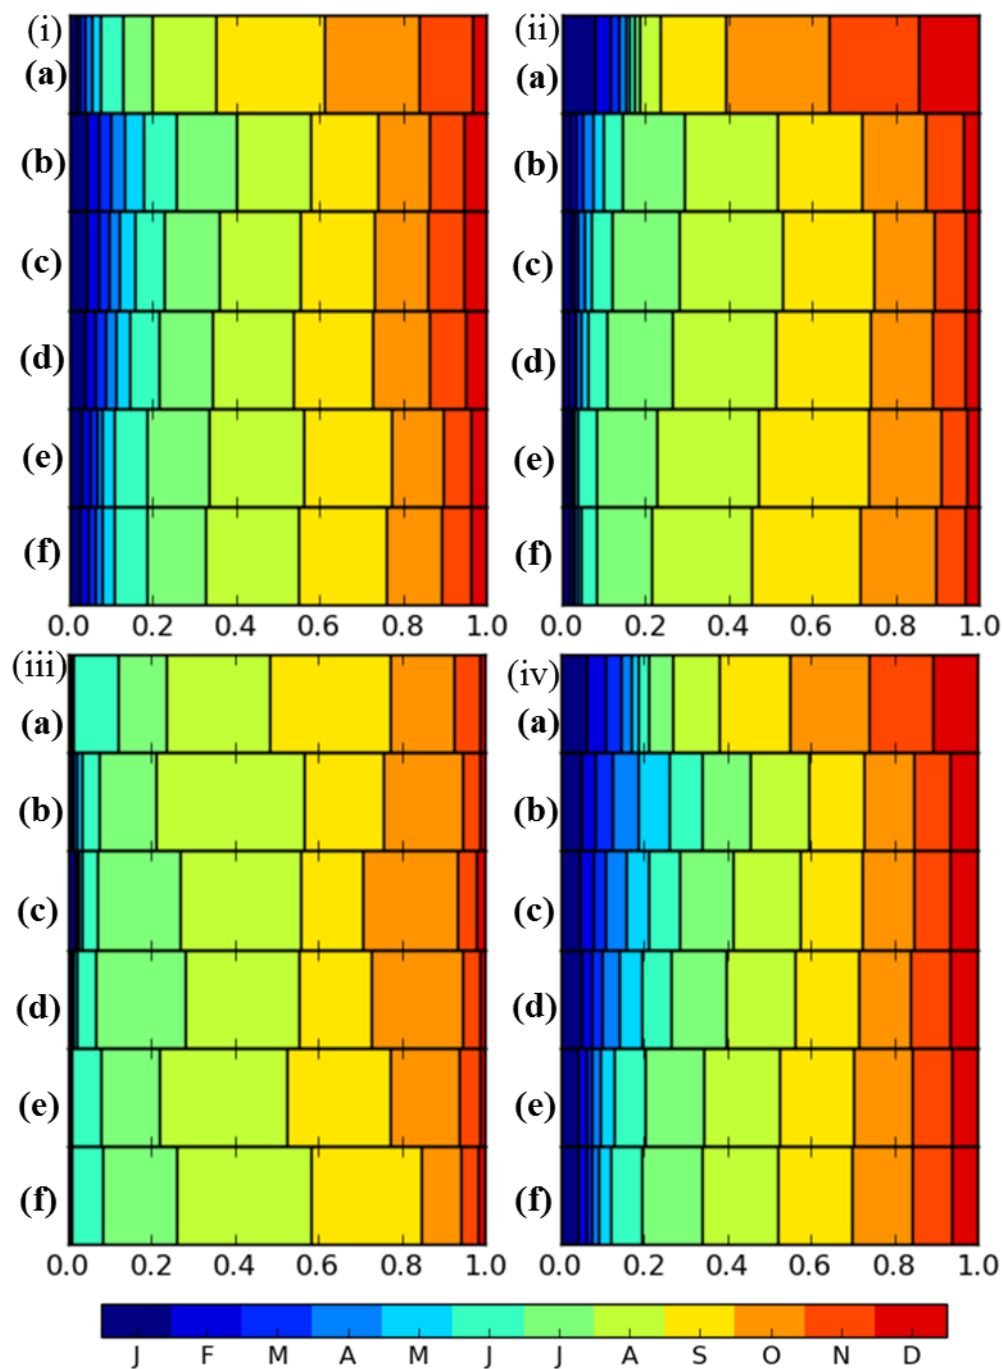 (i) (ii)
(a) (a)
(b) (b)
(c) (c)
(d) (d)
(e) (e)
(f) (f)
0.0 0.2 0.4 0.6 0.8 1.0 0.0 0.2 0.4 0.6 0.8 1.0
(iii) (iv)
(a) (a)
(b) (b)
(c) (c)
(d) (d)
(e) (e)
(f) (f)
0.0 0.2 0.4 0.6 0.8 1.0 0.0 0.2 0.4 0.6 0.8 1.0
J F M A M J J A S O N D